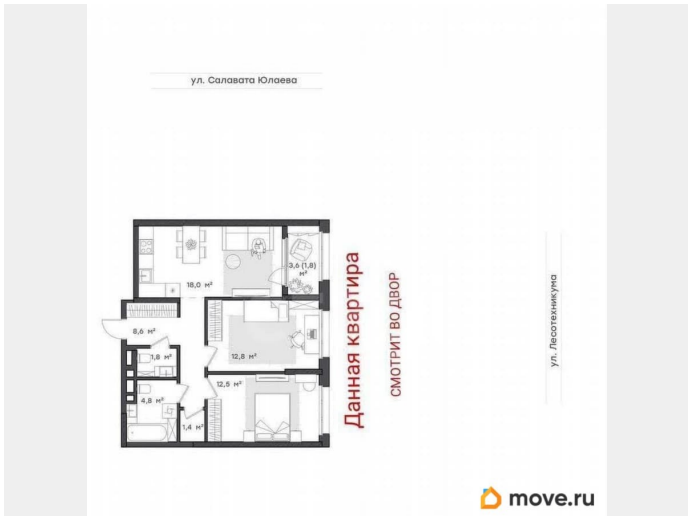 ул. Салавата Юлаева
3,6 (1,8)
м²
18,0 м²
8,6 м²
1,8 м²
12,8 м²
12,5 м²
4,8 м²
1,4 м²
Данная квартира
СМОТРИТ ВО ДВОР
ул. Лесотехникума
move.ru